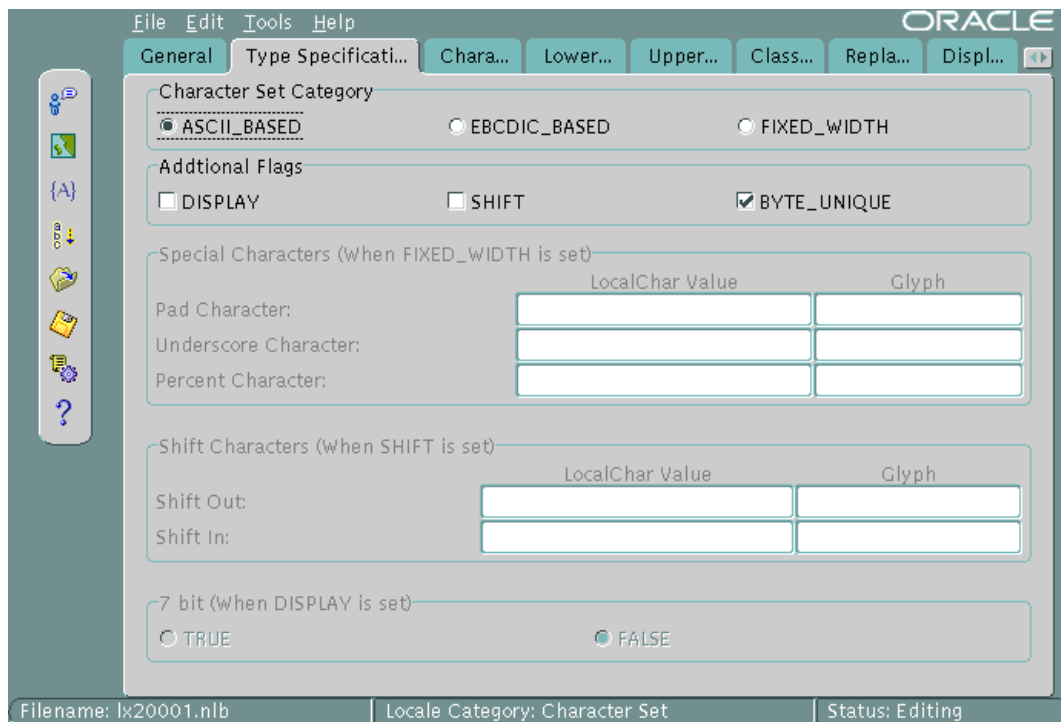 File Edit Tools Help
ORACLE
General Type Specificati... Chara... Lower... Upper... Class... Repla... Displ...
Character Set Category
ASCII_BASED EBCDIC_BASED FIXED_WIDTH
Addtional Flags
DISPLAY SHIFT BYTE_UNIQUE
Special Characters (When FIXED_WIDTH is set)
LocalChar Value Glyph
Pad Character:
Underscore Character:
Percent Character:
Shift Characters (When SHIFT is set)
LocalChar Value Glyph
Shift Out:
Shift In:
7 bit (When DISPLAY is set)
TRUE FALSE
Filename: lx20001.nlb Locale Category: Character Set Status: Editing
{A}
a
b
c
?